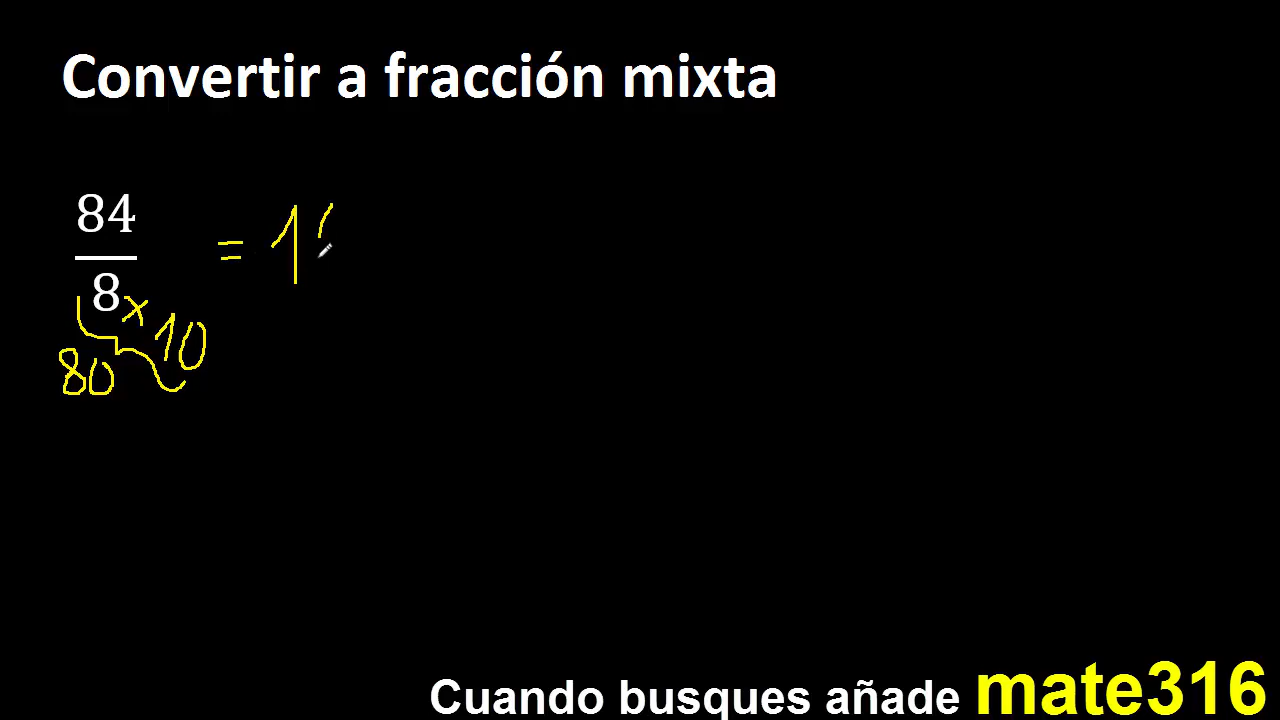 Convertir a fracción mixta
84
= 1
8 × 10
80
Cuando busques añade mate316